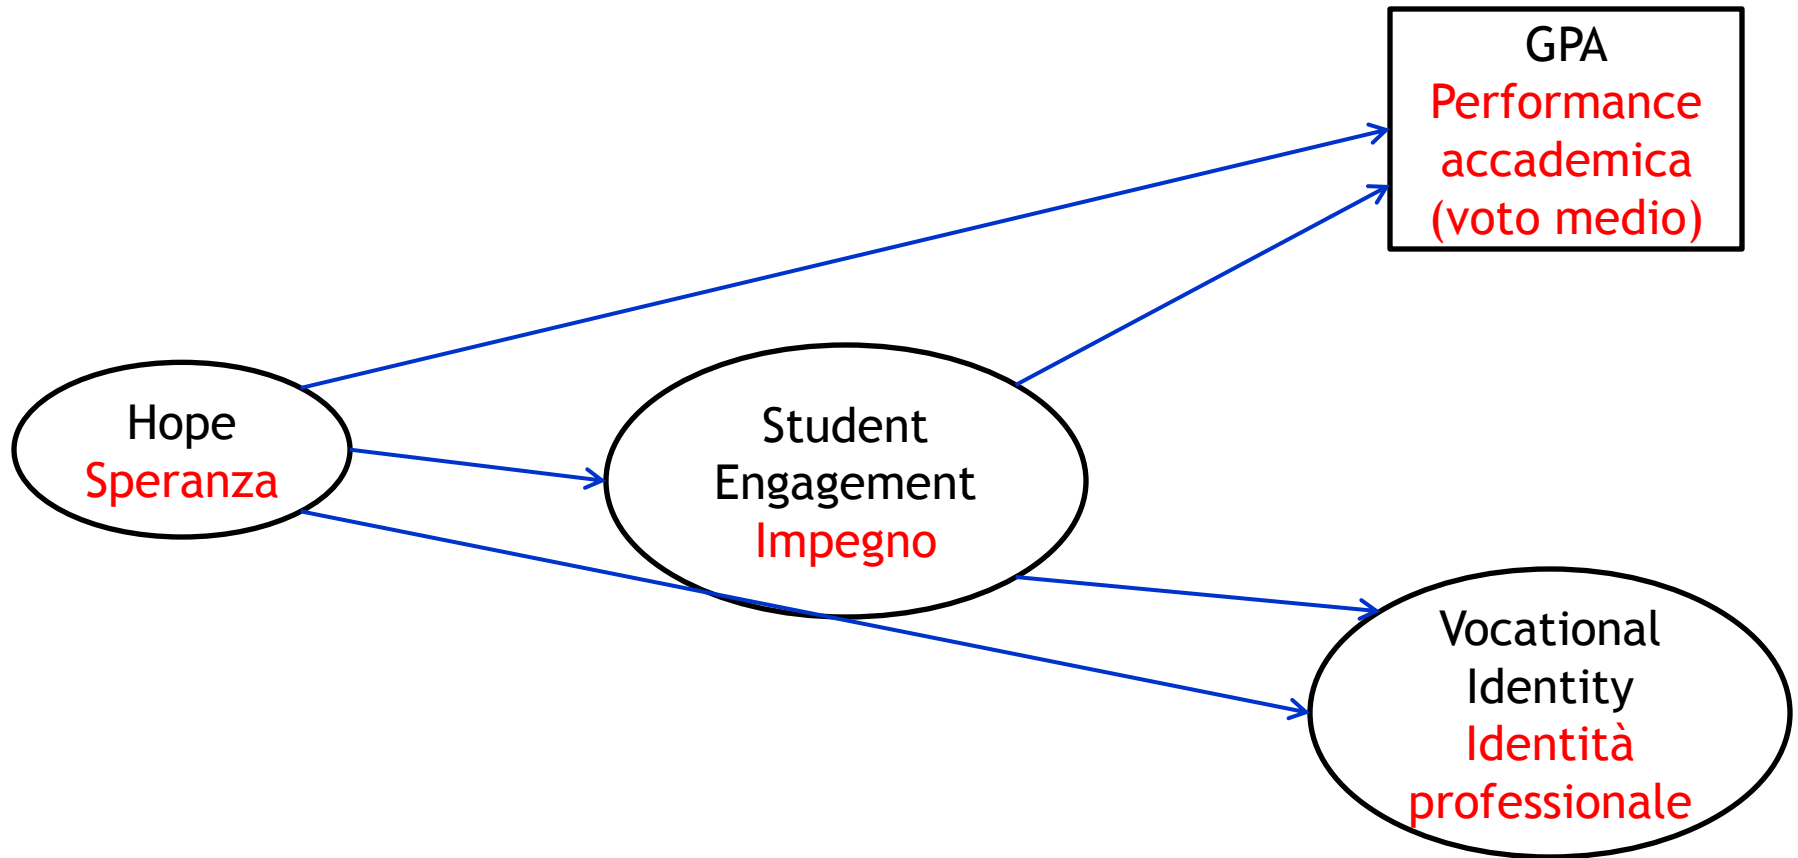 GPA
Performance
accademica
(voto medio)
Hope
Speranza
Student
Engagement
Impegno
Vocational
Identity
Identità
professionale